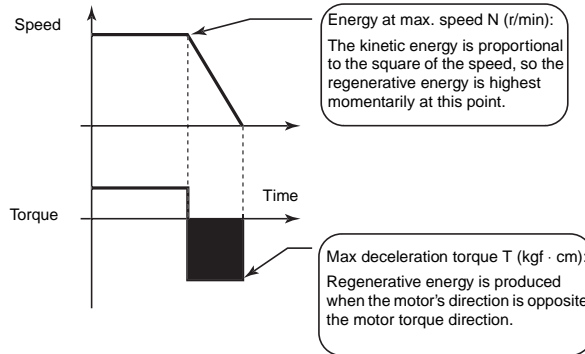 Speed
Energy at max. speed N (r/min):
The kinetic energy is proportional
to the square of the speed, so the
regenerative energy is highest
momentarily at this point.
Time
Torque
Max deceleration torque T (kgf · cm):
Regenerative energy is produced
when the motor's direction is opposite
the motor torque direction.